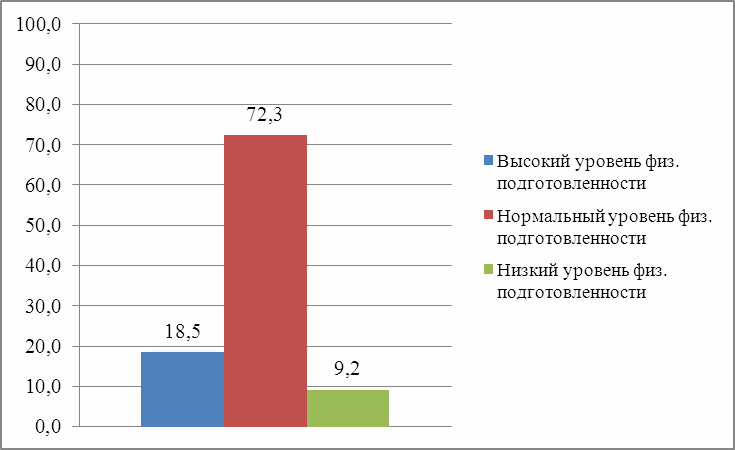 100,0
90,0
80,0
70,0
60,0
50,0
40,0
30,0
20,0
10,0
0,0
18,5
72,3
9,2
Высокий уровень физ.
подготовленности
Нормальный уровень физ.
подготовленности
Низкий уровень физ.
подготовленности